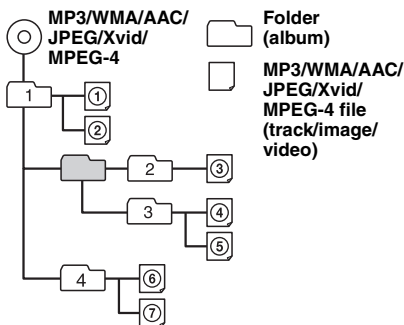 MP3/WMA/AAC/
JPEG/Xvid/
MPEG-4
Folder
(album)
MP3/WMA/AAC/
JPEG/Xvid/
MPEG-4 file
(track/image/
video)
1
①
②
2
③
3
④
⑤
4
⑥
⑦